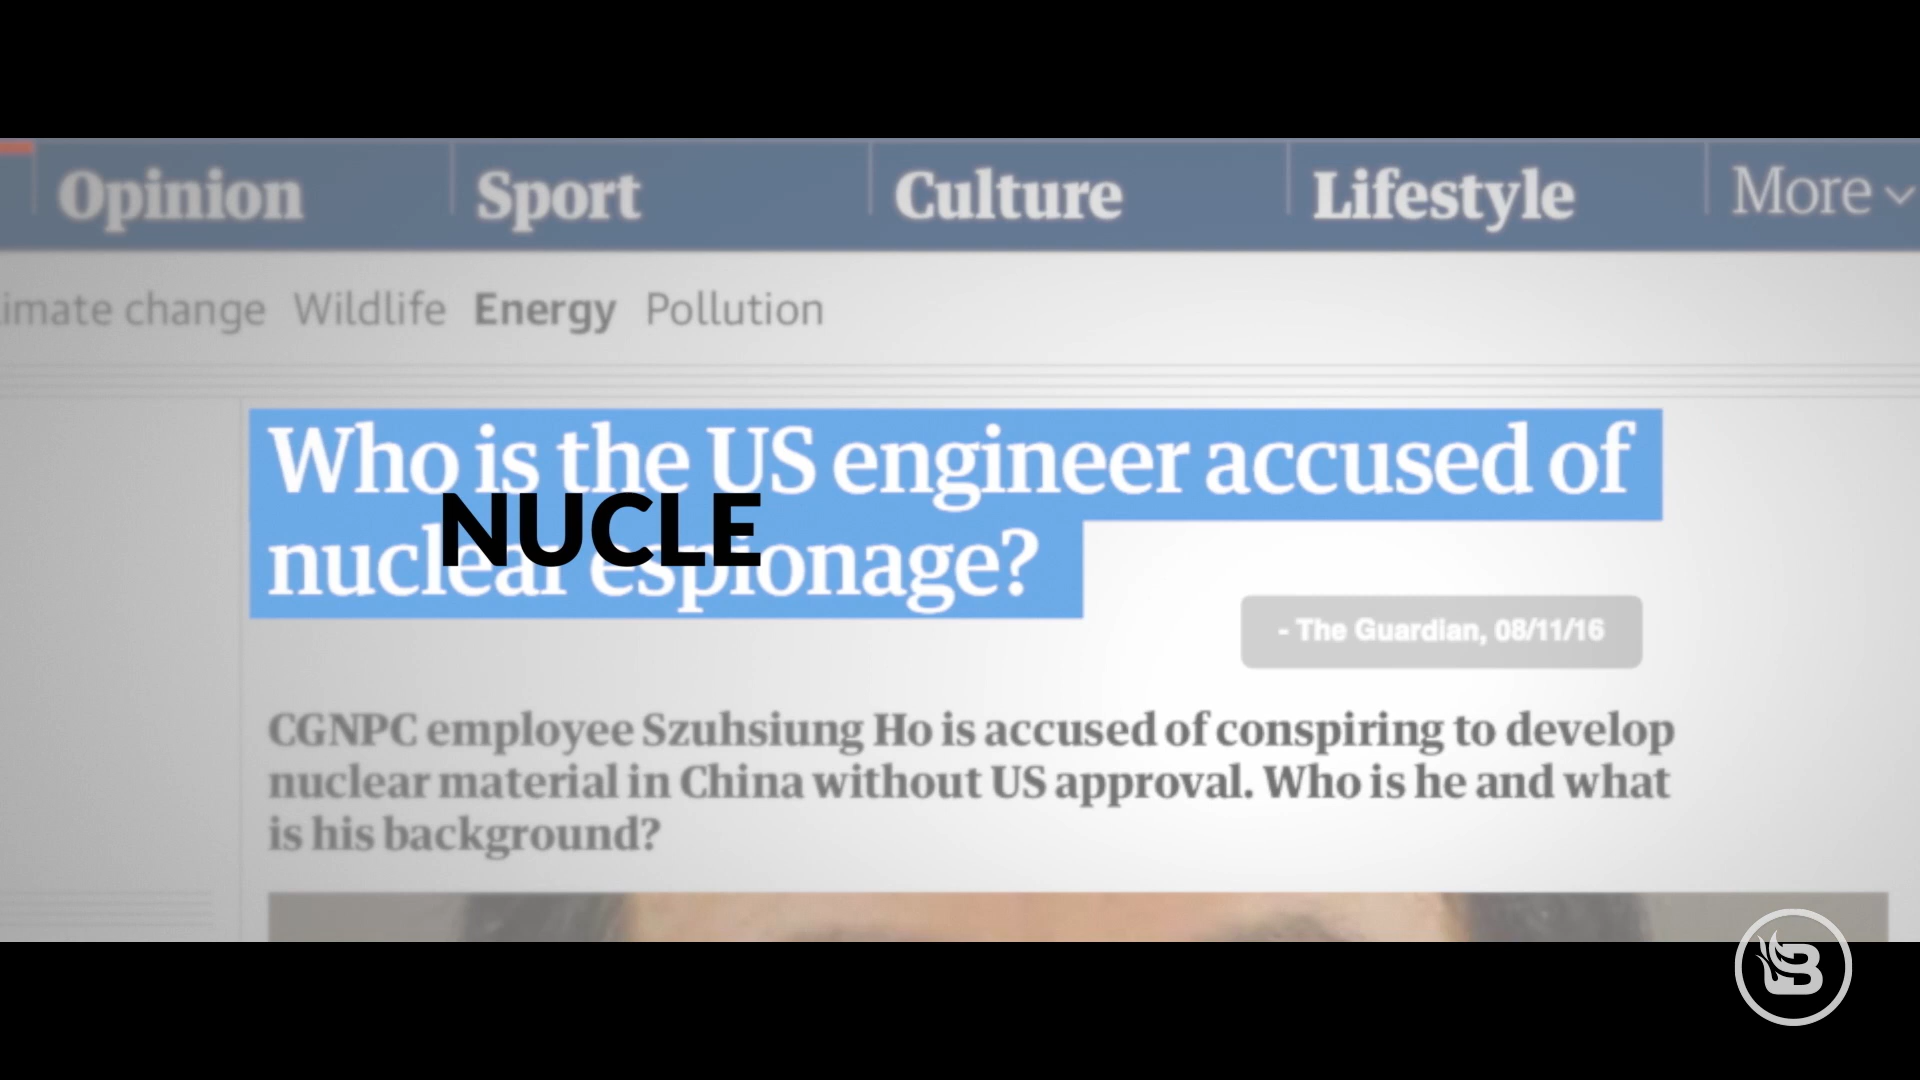 Opinion Sport Culture Lifestyle More
imate change Wildlife Energy Pollution
Who is the US engineer accused of
NUCLE
nuclear espionage?
- The Guardian, 08/11/16
CGNPC employee Szuhsiung Ho is accused of conspiring to develop
nuclear material in China without US approval. Who is he and what
is his background?
B